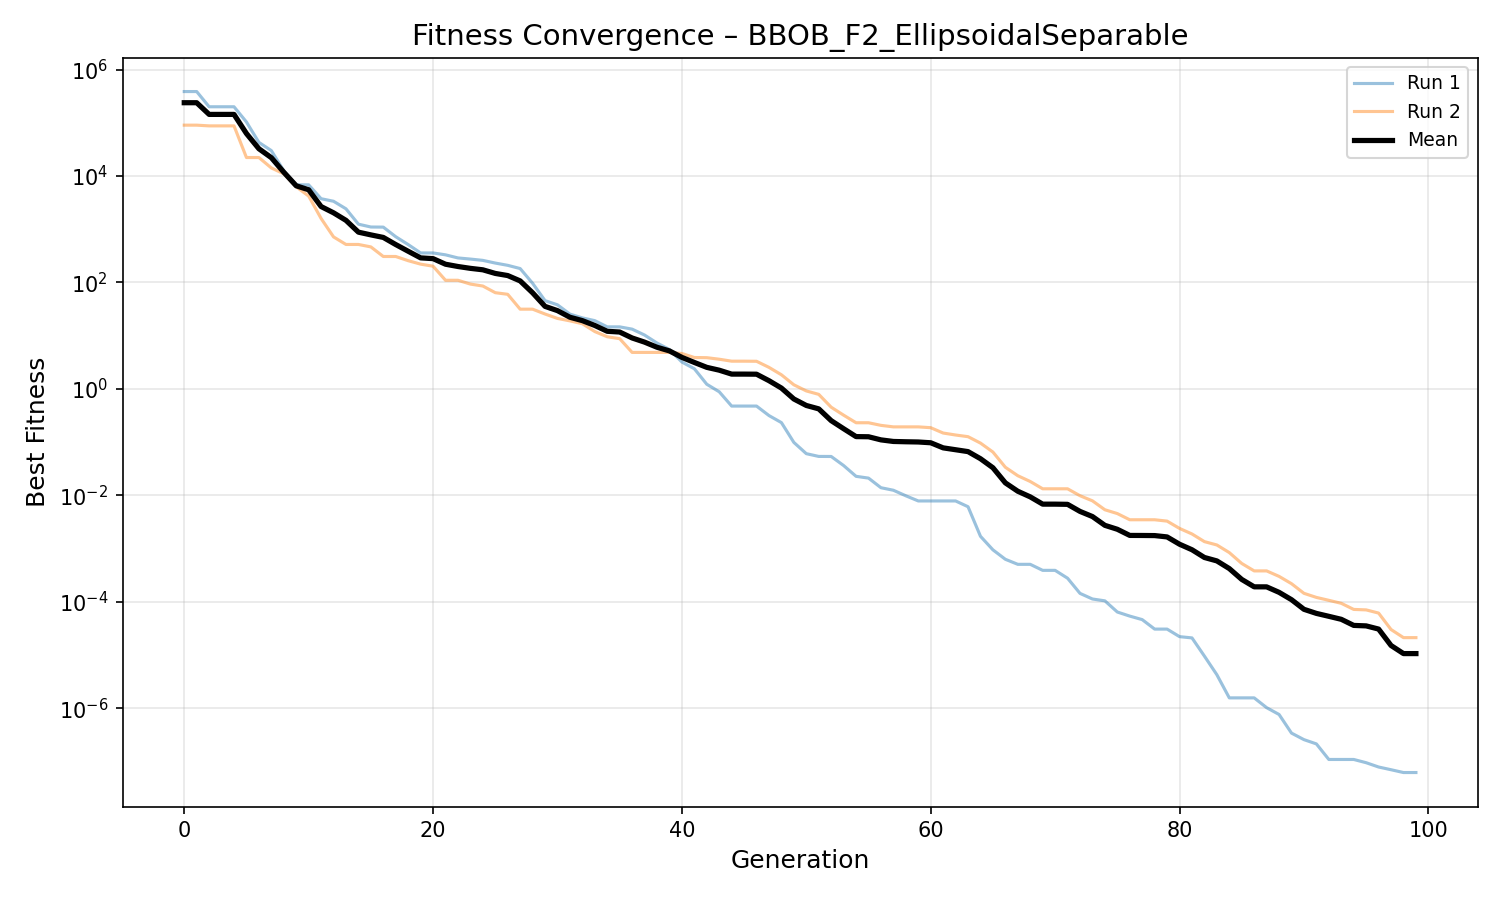 Fitness Convergence – BBOB_F2_EllipsoidalSeparable
Run 1
Run 2
Mean
Best Fitness
10^6
10^4
10^2
10^0
10^−2
10^−4
10^−6
0 20 40 60 80 100
Generation